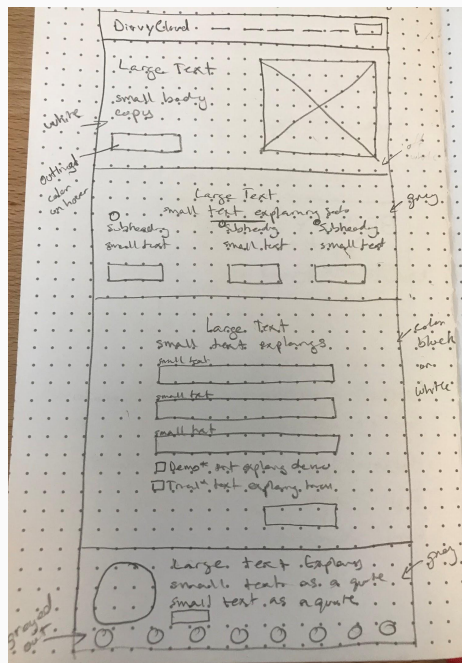 DivvyCloud
Large Text
small body
copy
white
outlined
color
on hover
Large Text
small text explaining
grey
Subheading Subheading Subheading
small text small text small text
Large Text
small text explaining
color
block
or
white
small text
small text
small text
Demo* text explaing demo
Trial* text explaing
Large text Explains
small text as a quote
small text as a quote
grey
grayed
out